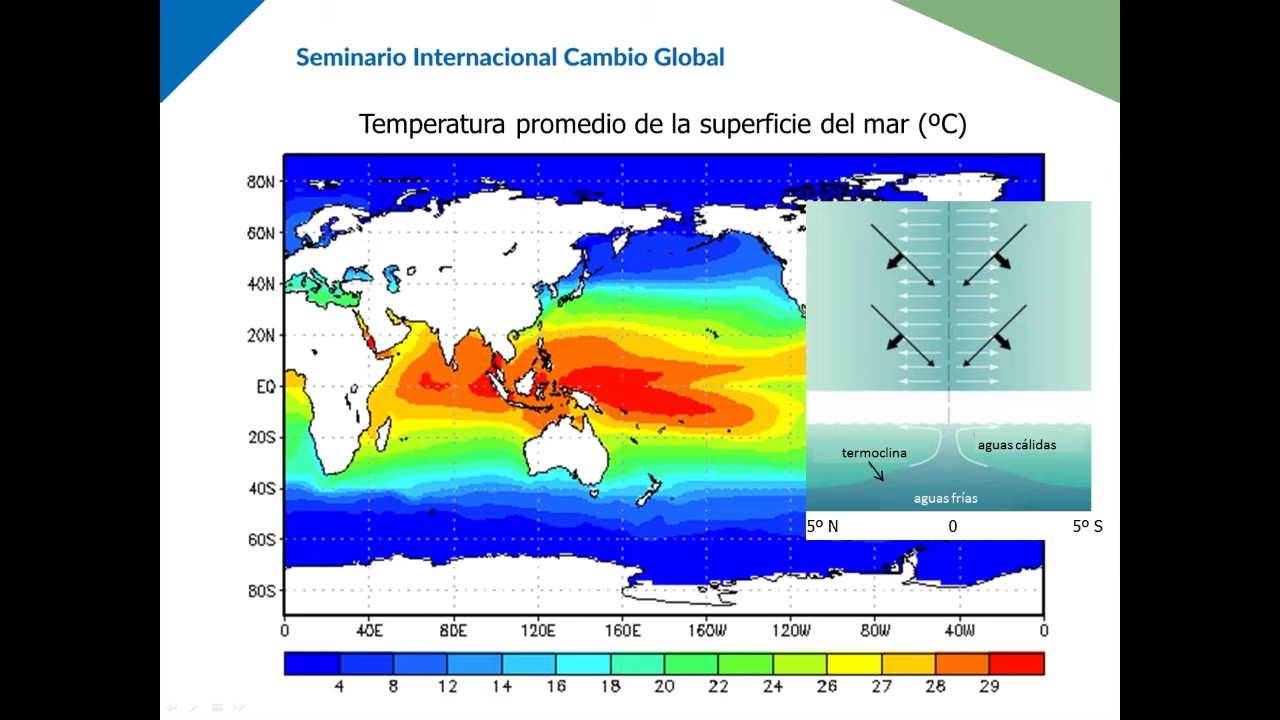 Seminario Internacional Cambio Global
Temperatura promedio de la superficie del mar (ºC)
80N
60N
40N
20N
EQ
20S
40S
60S
80S
0 40E 80E 120E 160E 160W 120W 80W 40W 0
4 8 12 14 16 18 20 22 24 26 27 28 29
termoclina
aguas cálidas
aguas frías
5º N 0 5º S